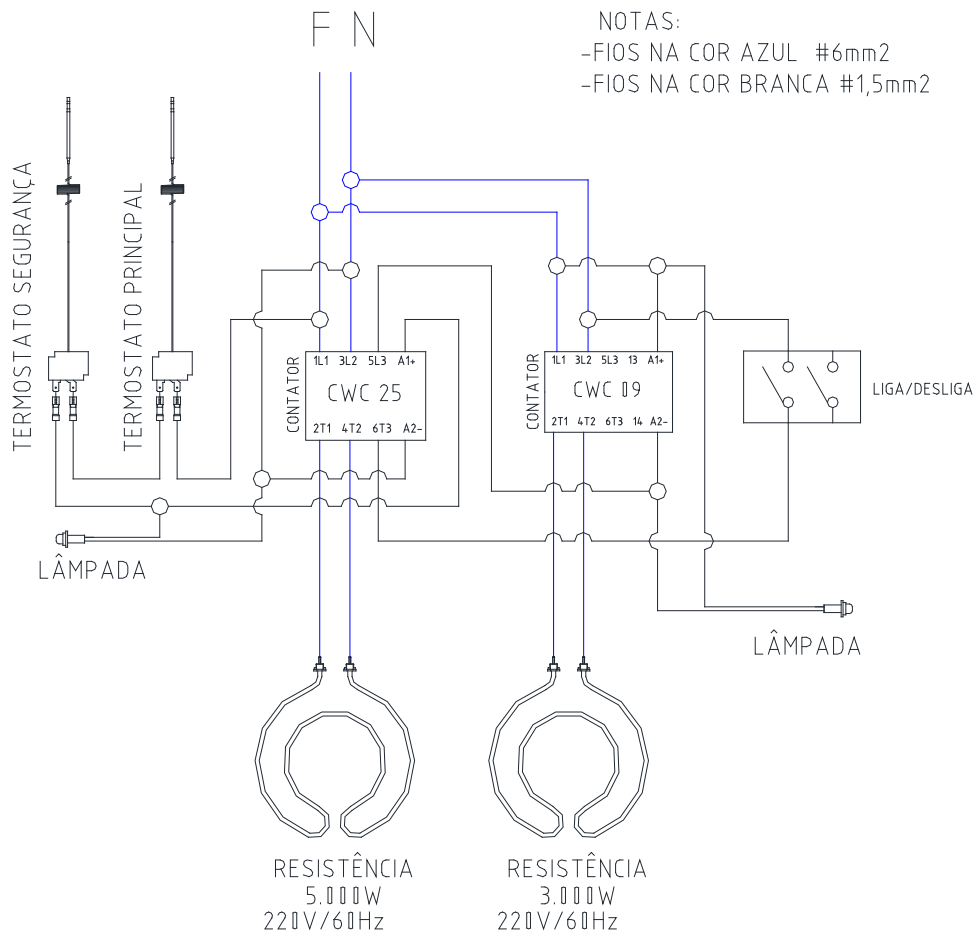 F N
NOTAS:
-FIOS NA COR AZUL #6mm2
-FIOS NA COR BRANCA #1,5mm2
TERMOSTATO SEGURANÇA
TERMOSTATO PRINCIPAL
CONTATOR
1L1 3L2 5L3 A1+
CWC 25
2T1 4T2 6T3 A2-
CONTATOR
1L1 3L2 5L3 13 A1+
CWC 09
2T1 4T2 6T3 14 A2-
LIGA/DESLIGA
LÂMPADA
LÂMPADA
RESISTÊNCIA
5.000W
220V/60Hz
RESISTÊNCIA
3.000W
220V/60Hz